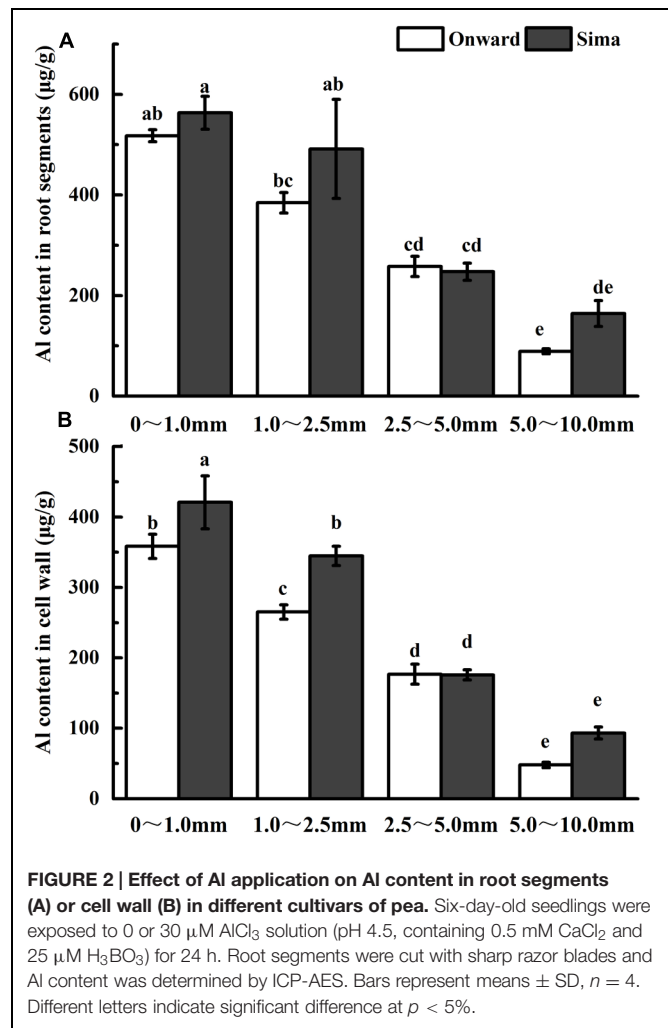 A
Onward Sima
Al content in root segments (μg/g)
600
400
200
0
ab a
bc ab
cd cd
e de
0～1.0mm 1.0～2.5mm 2.5～5.0mm 5.0～10.0mm
B
Al content in cell wall (μg/g)
500
400
300
200
100
0
b a
c b
d d
e e
0～1.0mm 1.0～2.5mm 2.5～5.0mm 5.0～10.0mm
FIGURE 2 | Effect of Al application on Al content in root segments
(A) or cell wall (B) in different cultivars of pea. Six-day-old seedlings were
exposed to 0 or 30 μM AlCl₃ solution (pH 4.5, containing 0.5 mM CaCl₂ and
25 μM H₃BO₃) for 24 h. Root segments were cut with sharp razor blades and
Al content was determined by ICP-AES. Bars represent means ± SD, n = 4.
Different letters indicate significant difference at p < 5%.